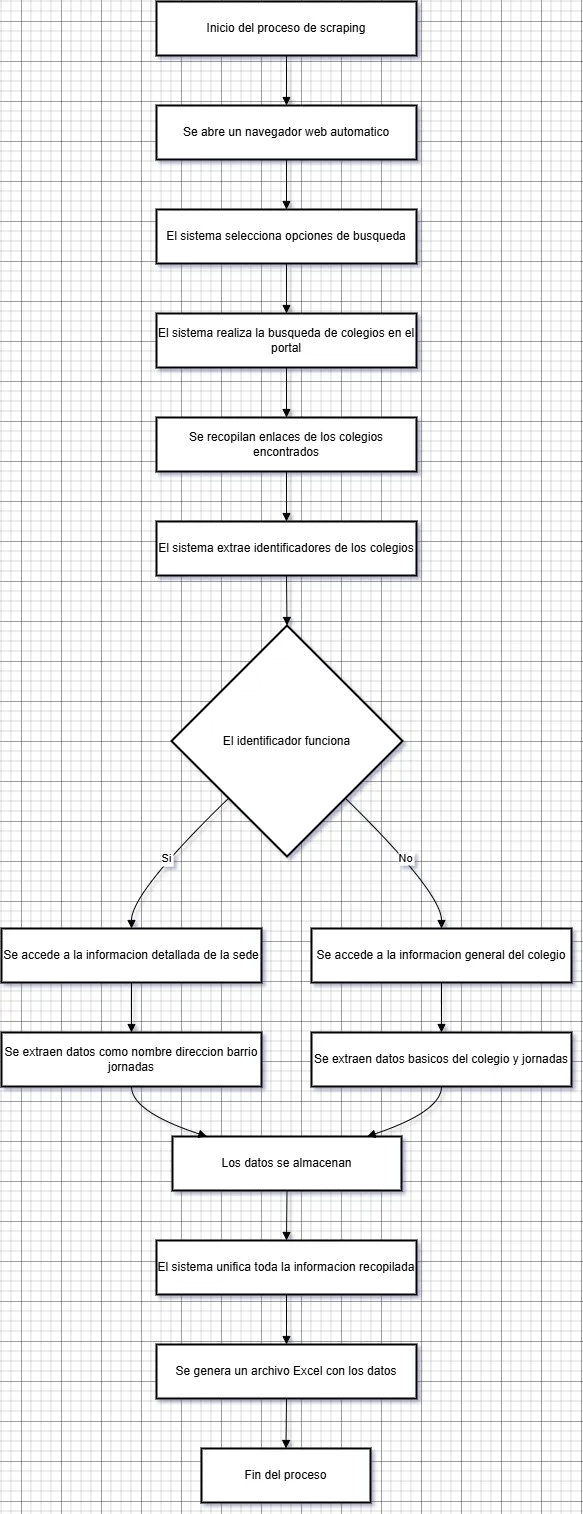 Inicio del proceso de scraping
Se abre un navegador web automatico
El sistema selecciona opciones de busqueda
El sistema realiza la busqueda de colegios en el
portal
Se recopilan enlaces de los colegios
encontrados
El sistema extrae identificadores de los colegios
El identificador funciona
Si
No
Se accede a la informacion detallada de la sede
Se accede a la informacion general del colegio
Se extraen datos como nombre direccion barrio
jornadas
Se extraen datos basicos del colegio y jornadas
Los datos se almacenan
El sistema unifica toda la informacion recopilada
Se genera un archivo Excel con los datos
Fin del proceso